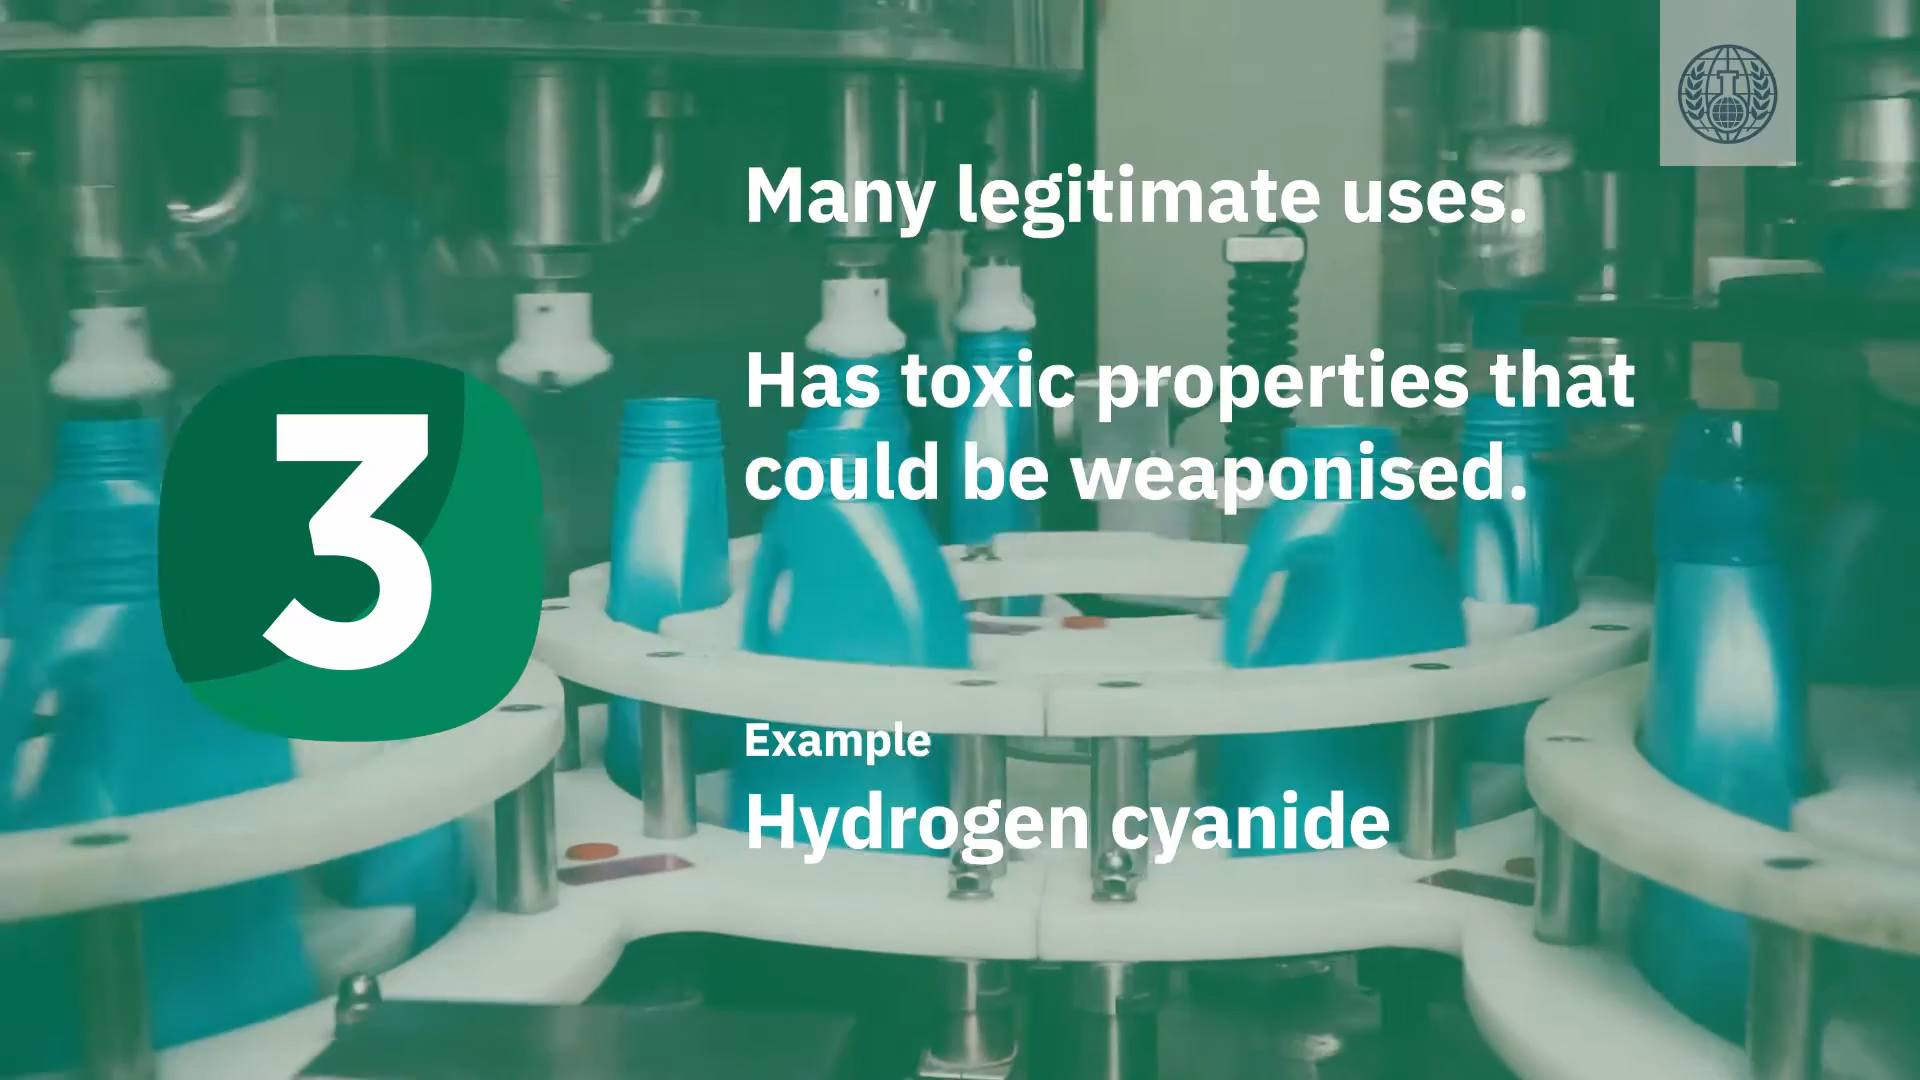 Many legitimate uses.
Has toxic properties that
could be weaponised.
3
Example
Hydrogen cyanide